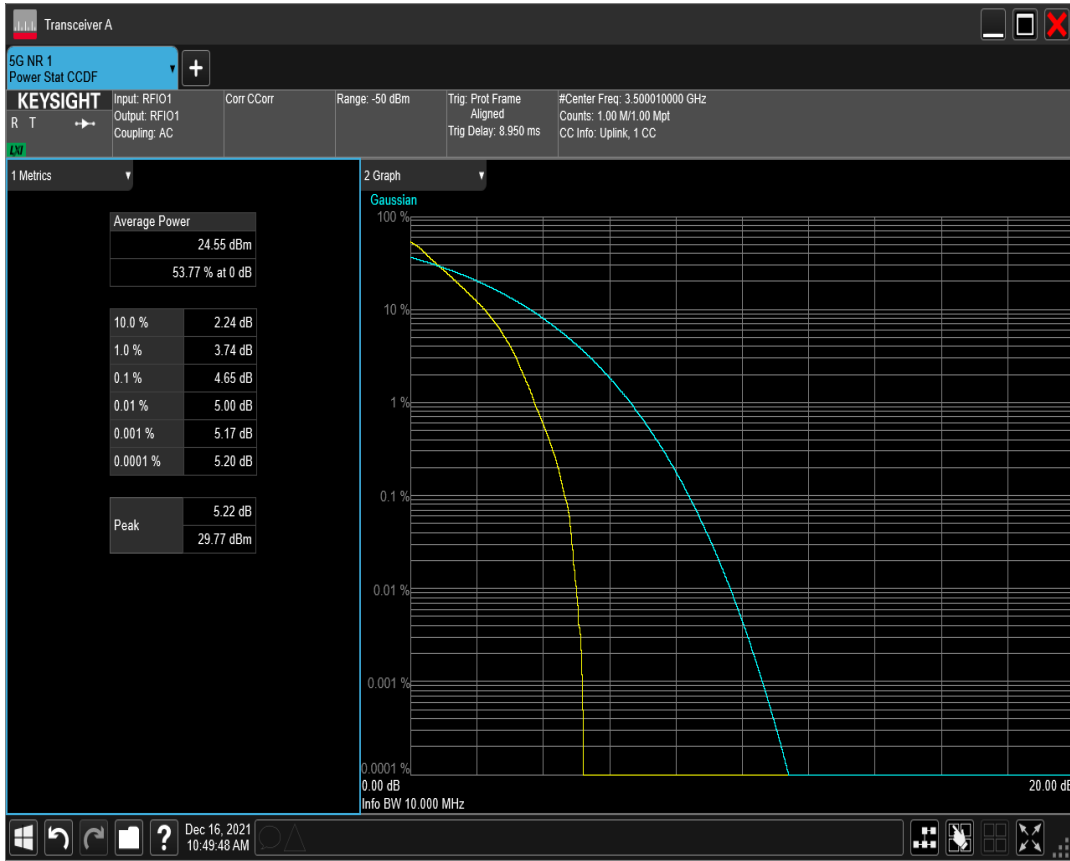 Transceiver A
5G NR 1
Power Stat CCDF
+
KEYSIGHT
R T
LXI
Input: RFIO1
Output: RFIO1
Coupling: AC
Corr CCorr
Range: -50 dBm
Trig: Prot Frame
Aligned
Trig Delay: 8.950 ms
#Center Freq: 3.500010000 GHz
Counts: 1.00 M/1.00 Mpt
CC Info: Uplink, 1 CC
1 Metrics
Average Power
24.55 dBm
53.77 % at 0 dB
10.0 % 2.24 dB
1.0 % 3.74 dB
0.1 % 4.65 dB
0.01 % 5.00 dB
0.001 % 5.17 dB
0.0001 % 5.20 dB
Peak
5.22 dB
29.77 dBm
2 Graph
Gaussian
100 %
10 %
1 %
0.1 %
0.01 %
0.001 %
0.0001 %
0.00 dB
20.00 dB
Info BW 10.000 MHz
?
Dec 16, 2021
10:49:48 AM